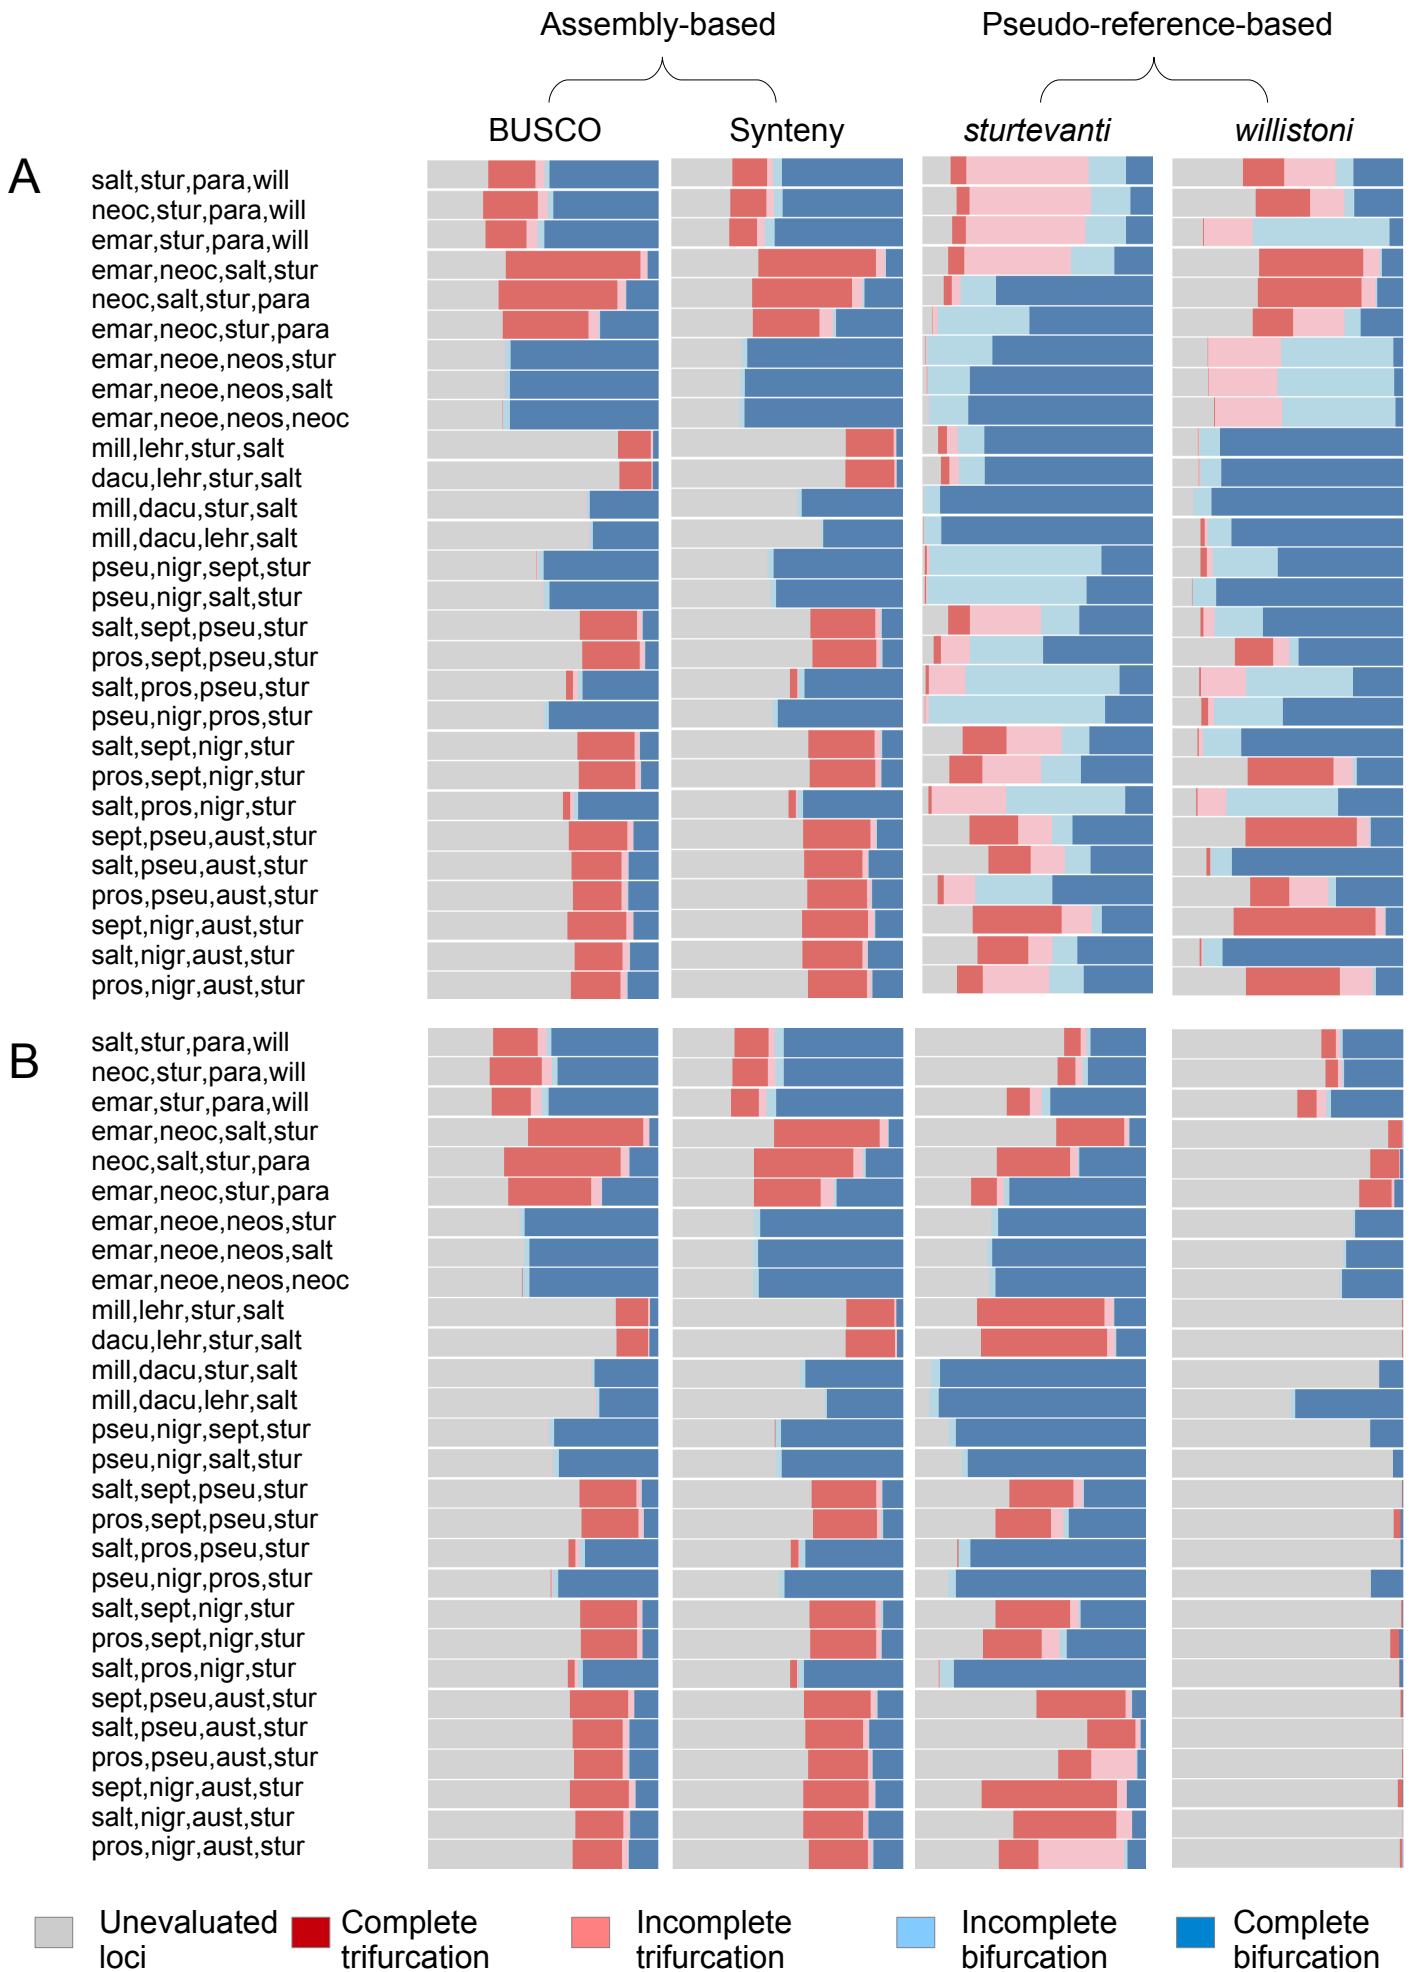 Assembly-based
Pseudo-reference-based
BUSCO
Synteny
sturtevanti
willistoni
A
salt,stur,para,will
neoc,stur,para,will
emar,stur,para,will
emar,neoc,salt,stur
neoc,salt,stur,para
emar,neoc,stur,para
emar,neoe,neos,stur
emar,neoe,neos,salt
emar,neoe,neos,neoc
mill,lehr,stur,salt
dacu,lehr,stur,salt
mill,dacu,stur,salt
mill,dacu,lehr,salt
pseu,nigr,sept,stur
pseu,nigr,salt,stur
salt,sept,pseu,stur
pros,sept,pseu,stur
salt,pros,pseu,stur
pseu,nigr,pros,stur
salt,sept,nigr,stur
pros,sept,nigr,stur
salt,pros,nigr,stur
sept,pseu,aust,stur
salt,pseu,aust,stur
pros,pseu,aust,stur
sept,nigr,aust,stur
salt,nigr,aust,stur
pros,nigr,aust,stur
B
salt,stur,para,will
neoc,stur,para,will
emar,stur,para,will
emar,neoc,salt,stur
neoc,salt,stur,para
emar,neoc,stur,para
emar,neoe,neos,stur
emar,neoe,neos,salt
emar,neoe,neos,neoc
mill,lehr,stur,salt
dacu,lehr,stur,salt
mill,dacu,stur,salt
mill,dacu,lehr,salt
pseu,nigr,sept,stur
pseu,nigr,salt,stur
salt,sept,pseu,stur
pros,sept,pseu,stur
salt,pros,pseu,stur
pseu,nigr,pros,stur
salt,sept,nigr,stur
pros,sept,nigr,stur
salt,pros,nigr,stur
sept,pseu,aust,stur
salt,pseu,aust,stur
pros,pseu,aust,stur
sept,nigr,aust,stur
salt,nigr,aust,stur
pros,nigr,aust,stur
Unevaluated
loci
Complete
trifurcation
Incomplete
trifurcation
Incomplete
bifurcation
Complete
bifurcation